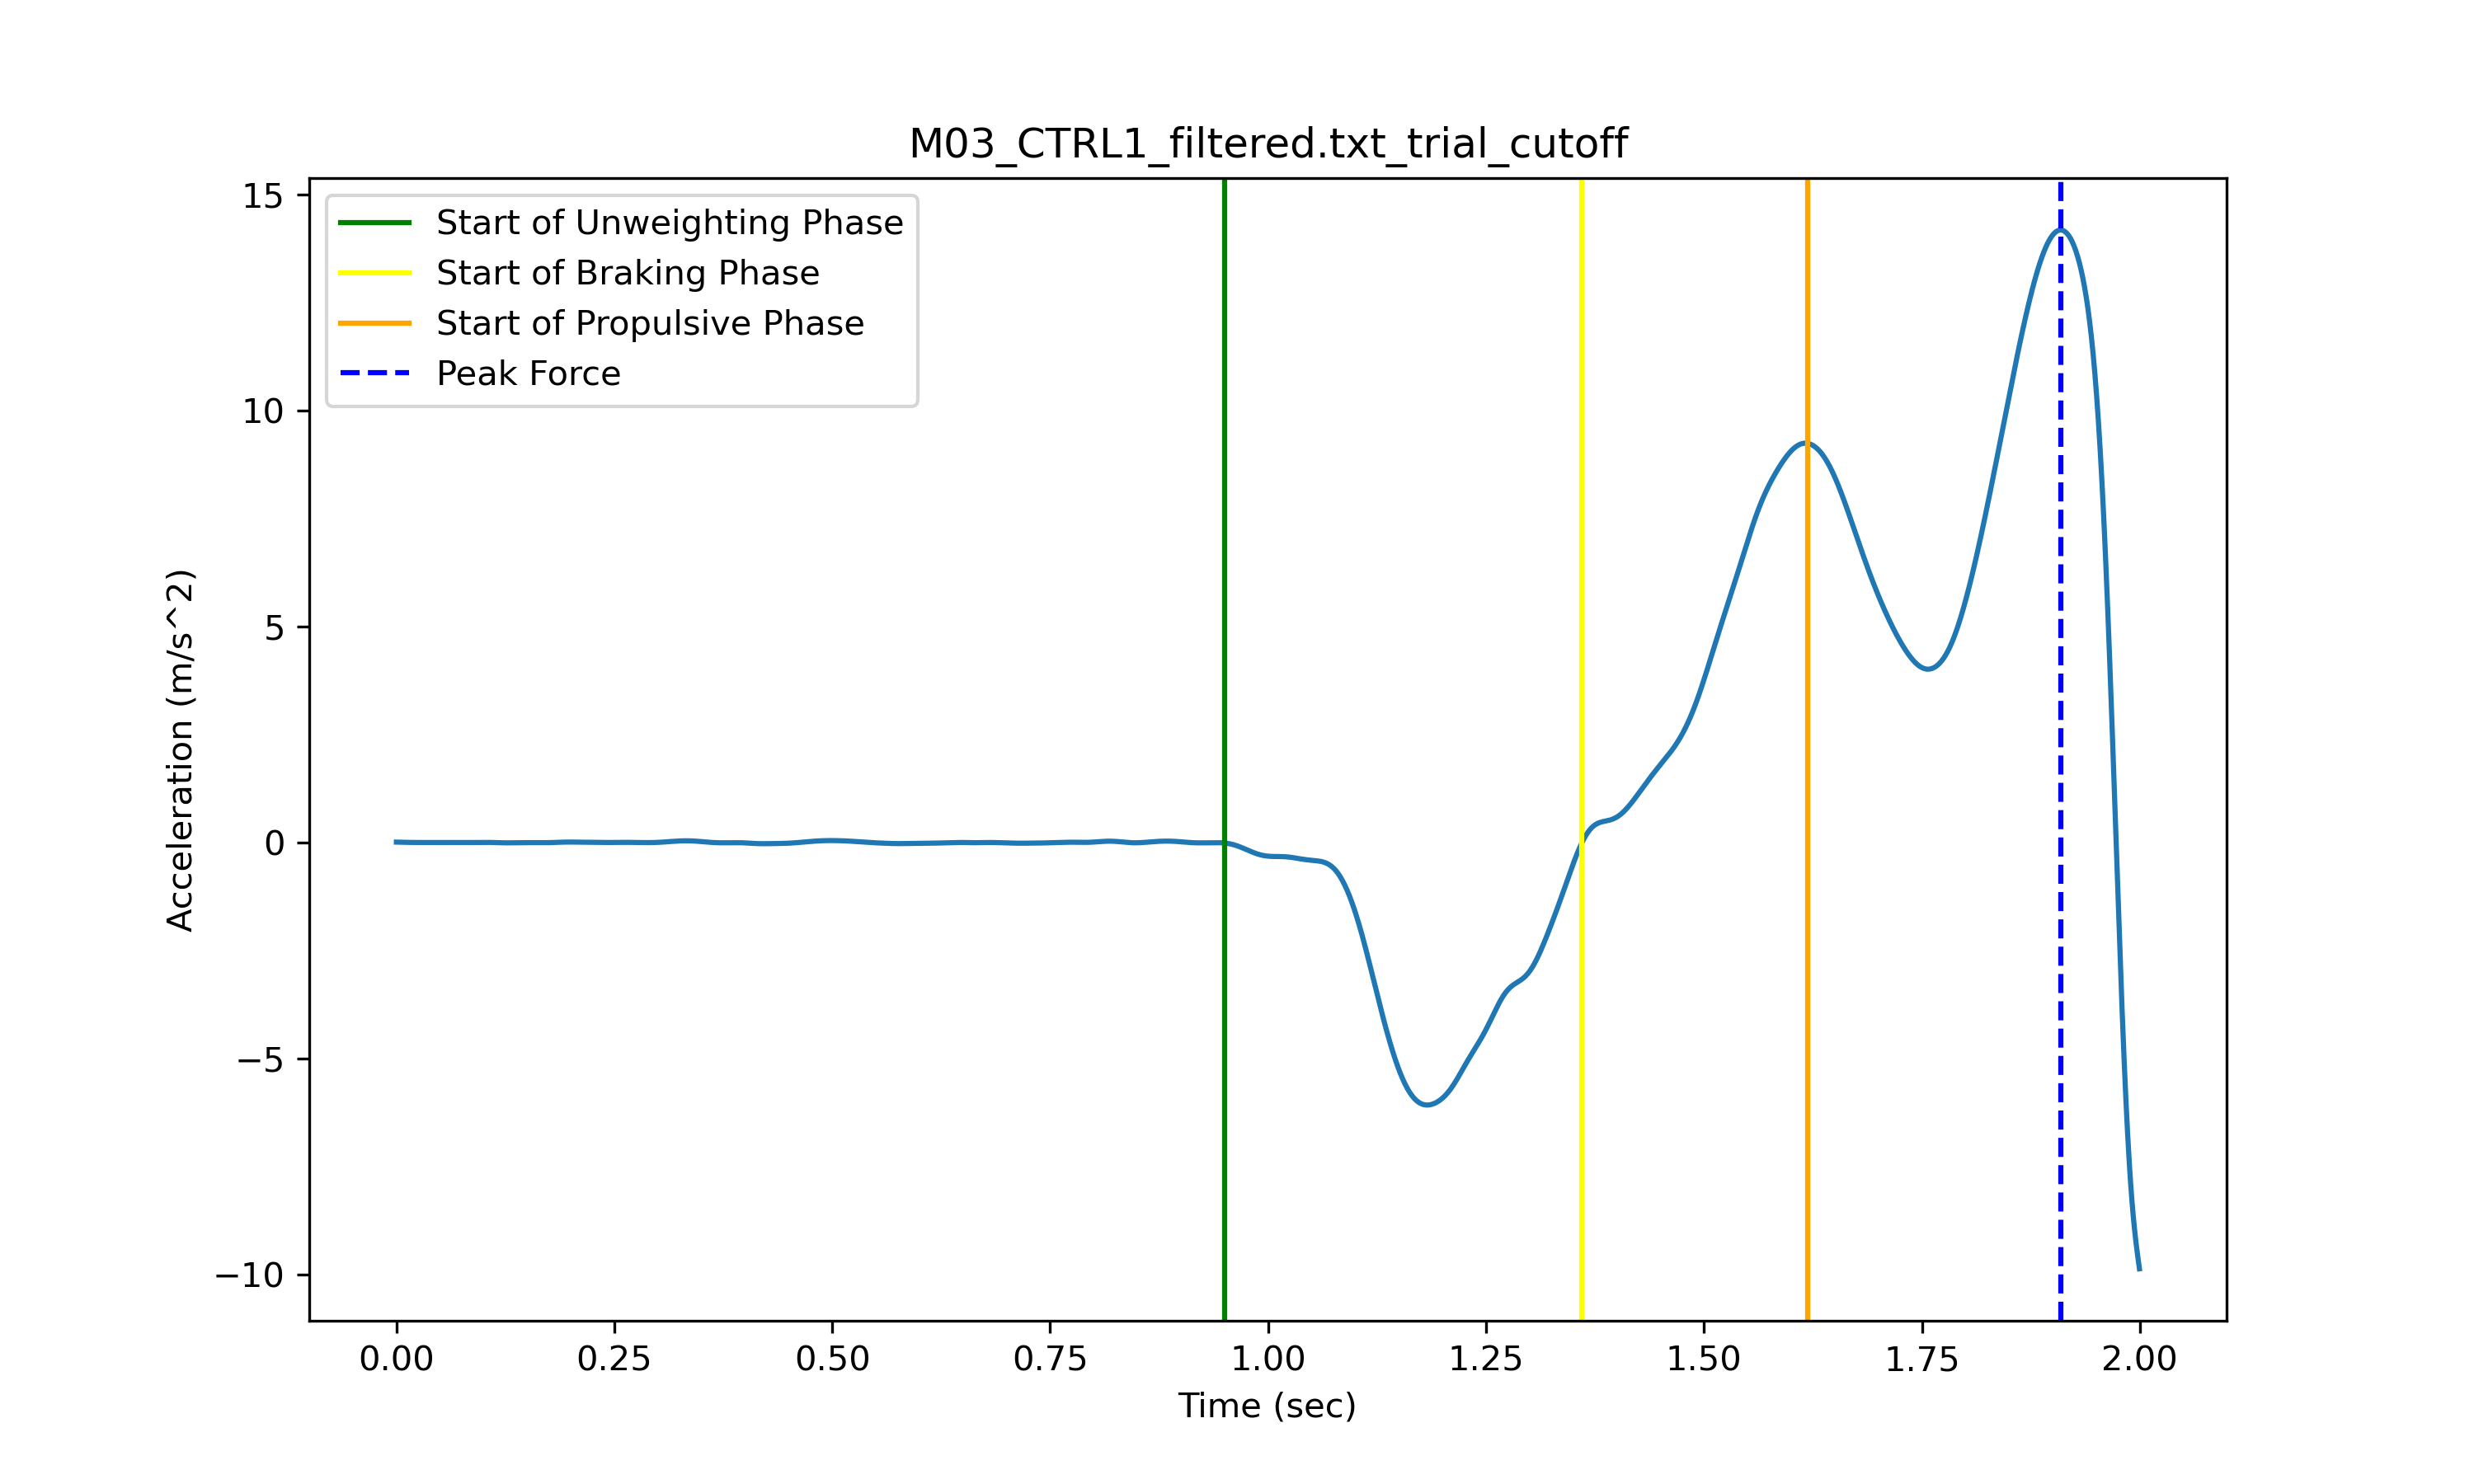 M03_CTRL1_filtered.txt_trial_cutoff
Start of Unweighting Phase
Start of Braking Phase
Start of Propulsive Phase
Peak Force
15
10
5
0
−5
−10
Acceleration (m/s^2)
0.00 0.25 0.50 0.75 1.00 1.25 1.50 1.75 2.00
Time (sec)